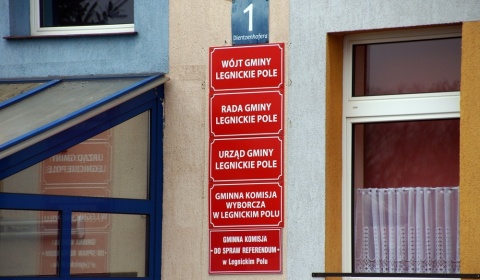 1
Dientzenhofera
WÓJT GMINY
LEGNICKIE POLE
RADA GMINY
LEGNICKIE POLE
URZĄD GMINY
LEGNICKIE POLE
GMINNA KOMISJA
WYBORCZA
W LEGNICKIM POLU
GMINNA KOMISJA
• DO SPRAW REFERENDUM •
w Legnickim Polu